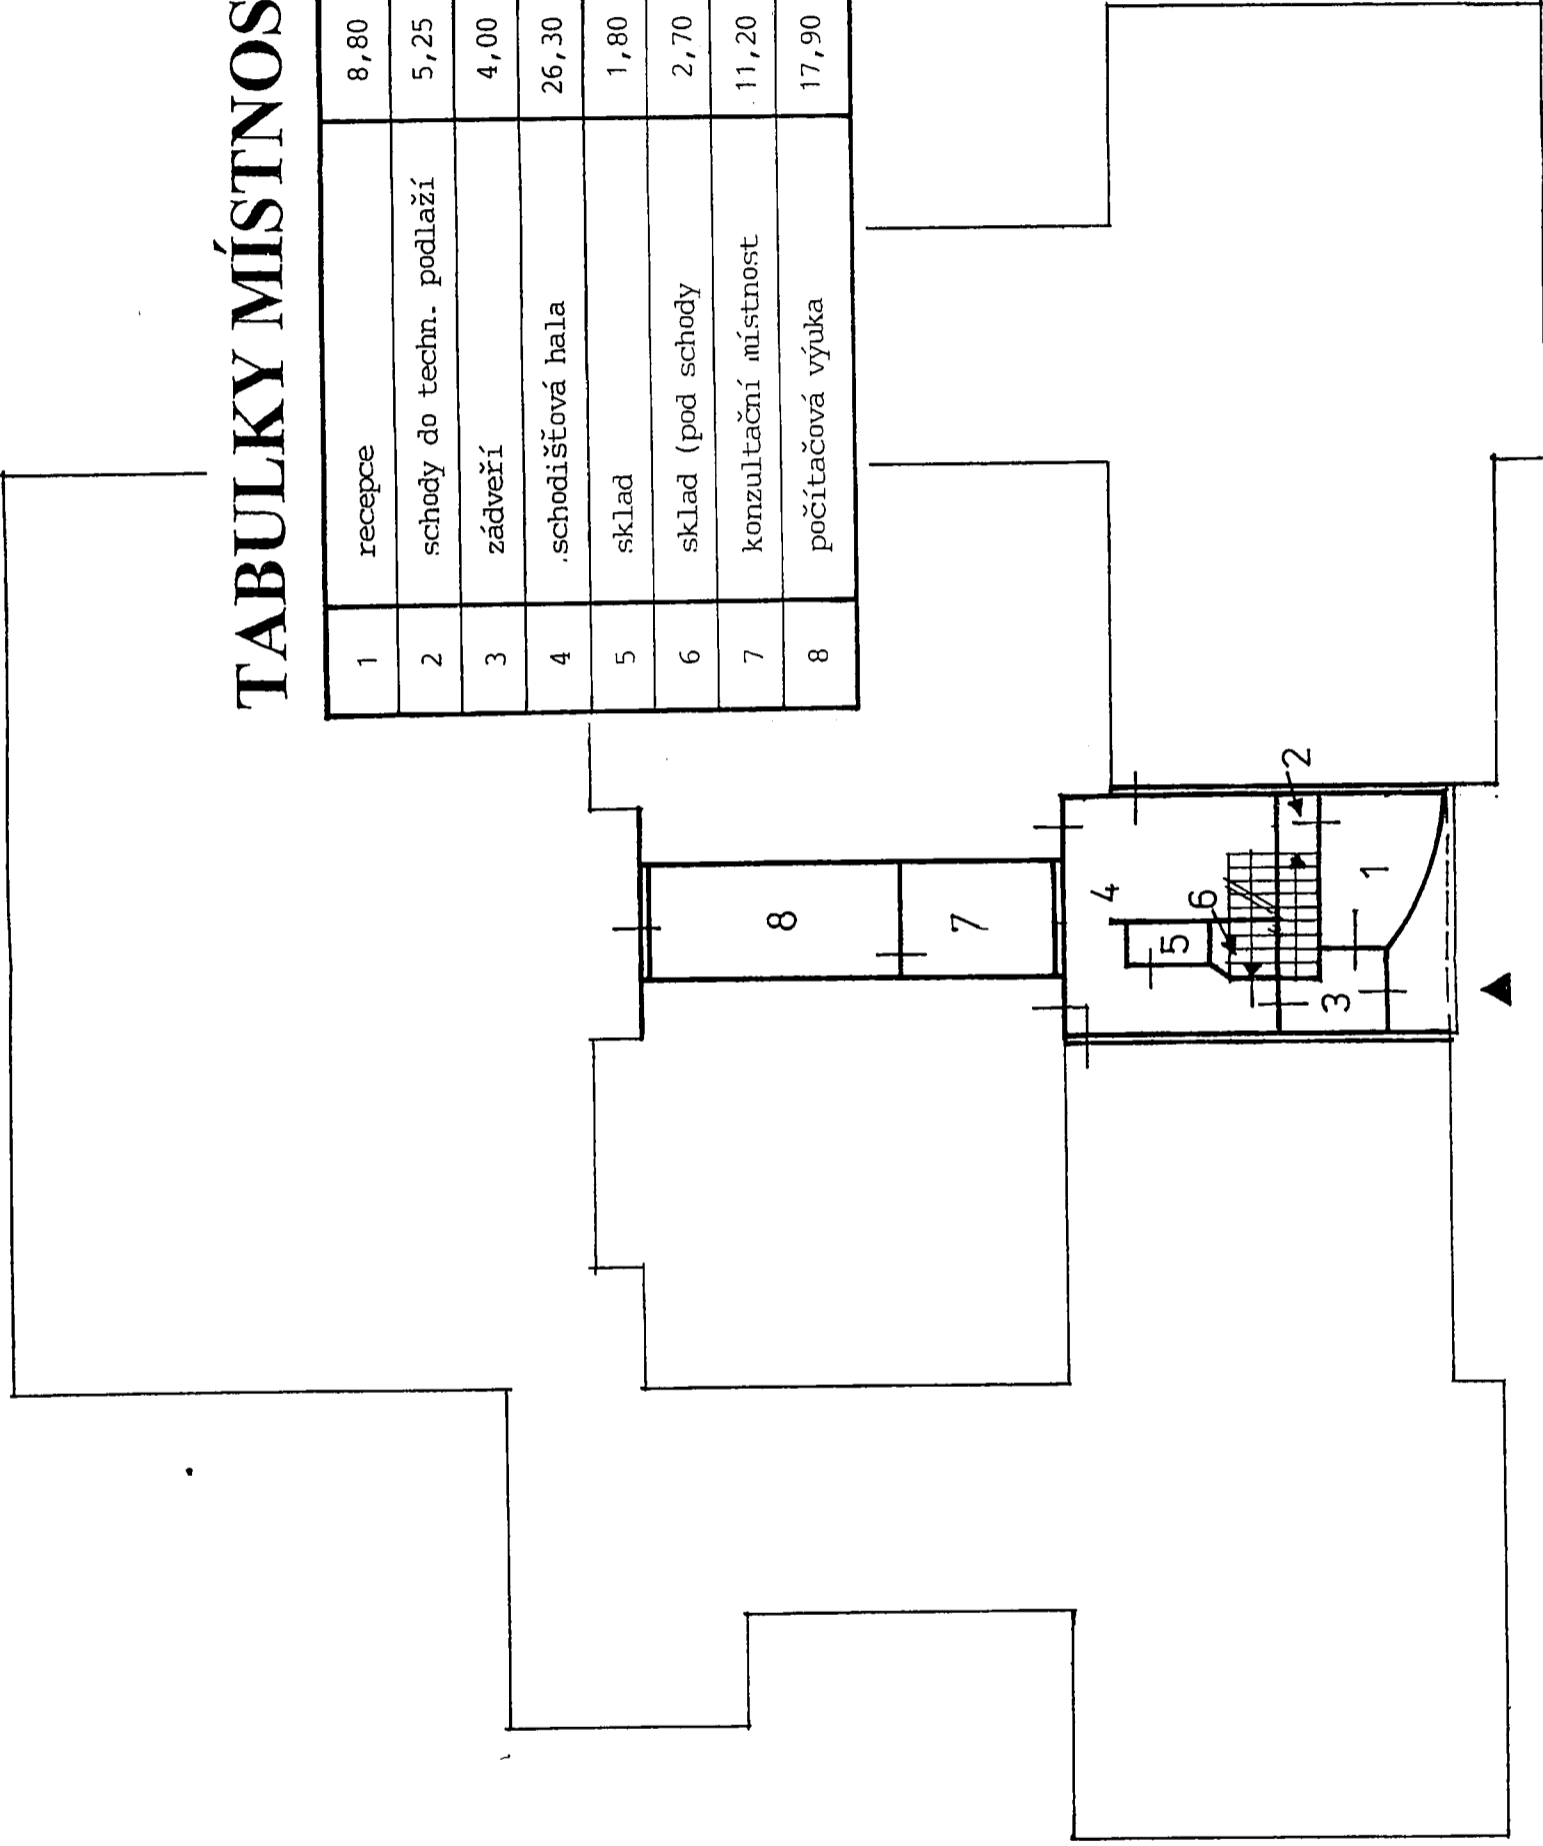 TABULKY MÍSTNOS
1 recepce 8,80
2 schody do techn. podlaží 5,25
3 zádveří 4,00
4 schodišťová hala 26,30
5 sklad 1,80
6 sklad (pod schody 2,70
7 konzultační místnost 11,20
8 počítačová výuka 17,90
8
7
4
5
6
2
3
1